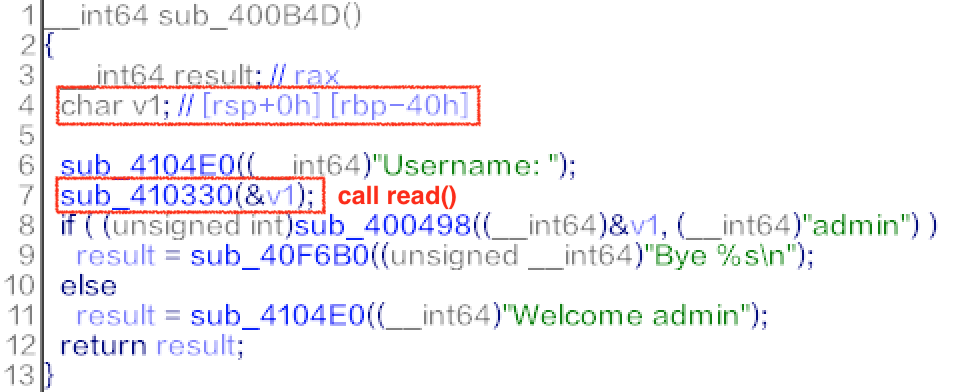 1 __int64 sub_400B4D()
2 {
3 __int64 result; // rax
4 char v1; // [rsp+0h] [rbp−40h]
5
6 sub_4104E0((__int64)"Username: ");
7 sub_410330(&v1); call read()
8 if ( (unsigned int)sub_400498((__int64)&v1, (__int64)"admin") )
9 result = sub_40F6B0((unsigned __int64)"Bye %s\n");
10 else
11 result = sub_4104E0((__int64)"Welcome admin");
12 return result;
13 }